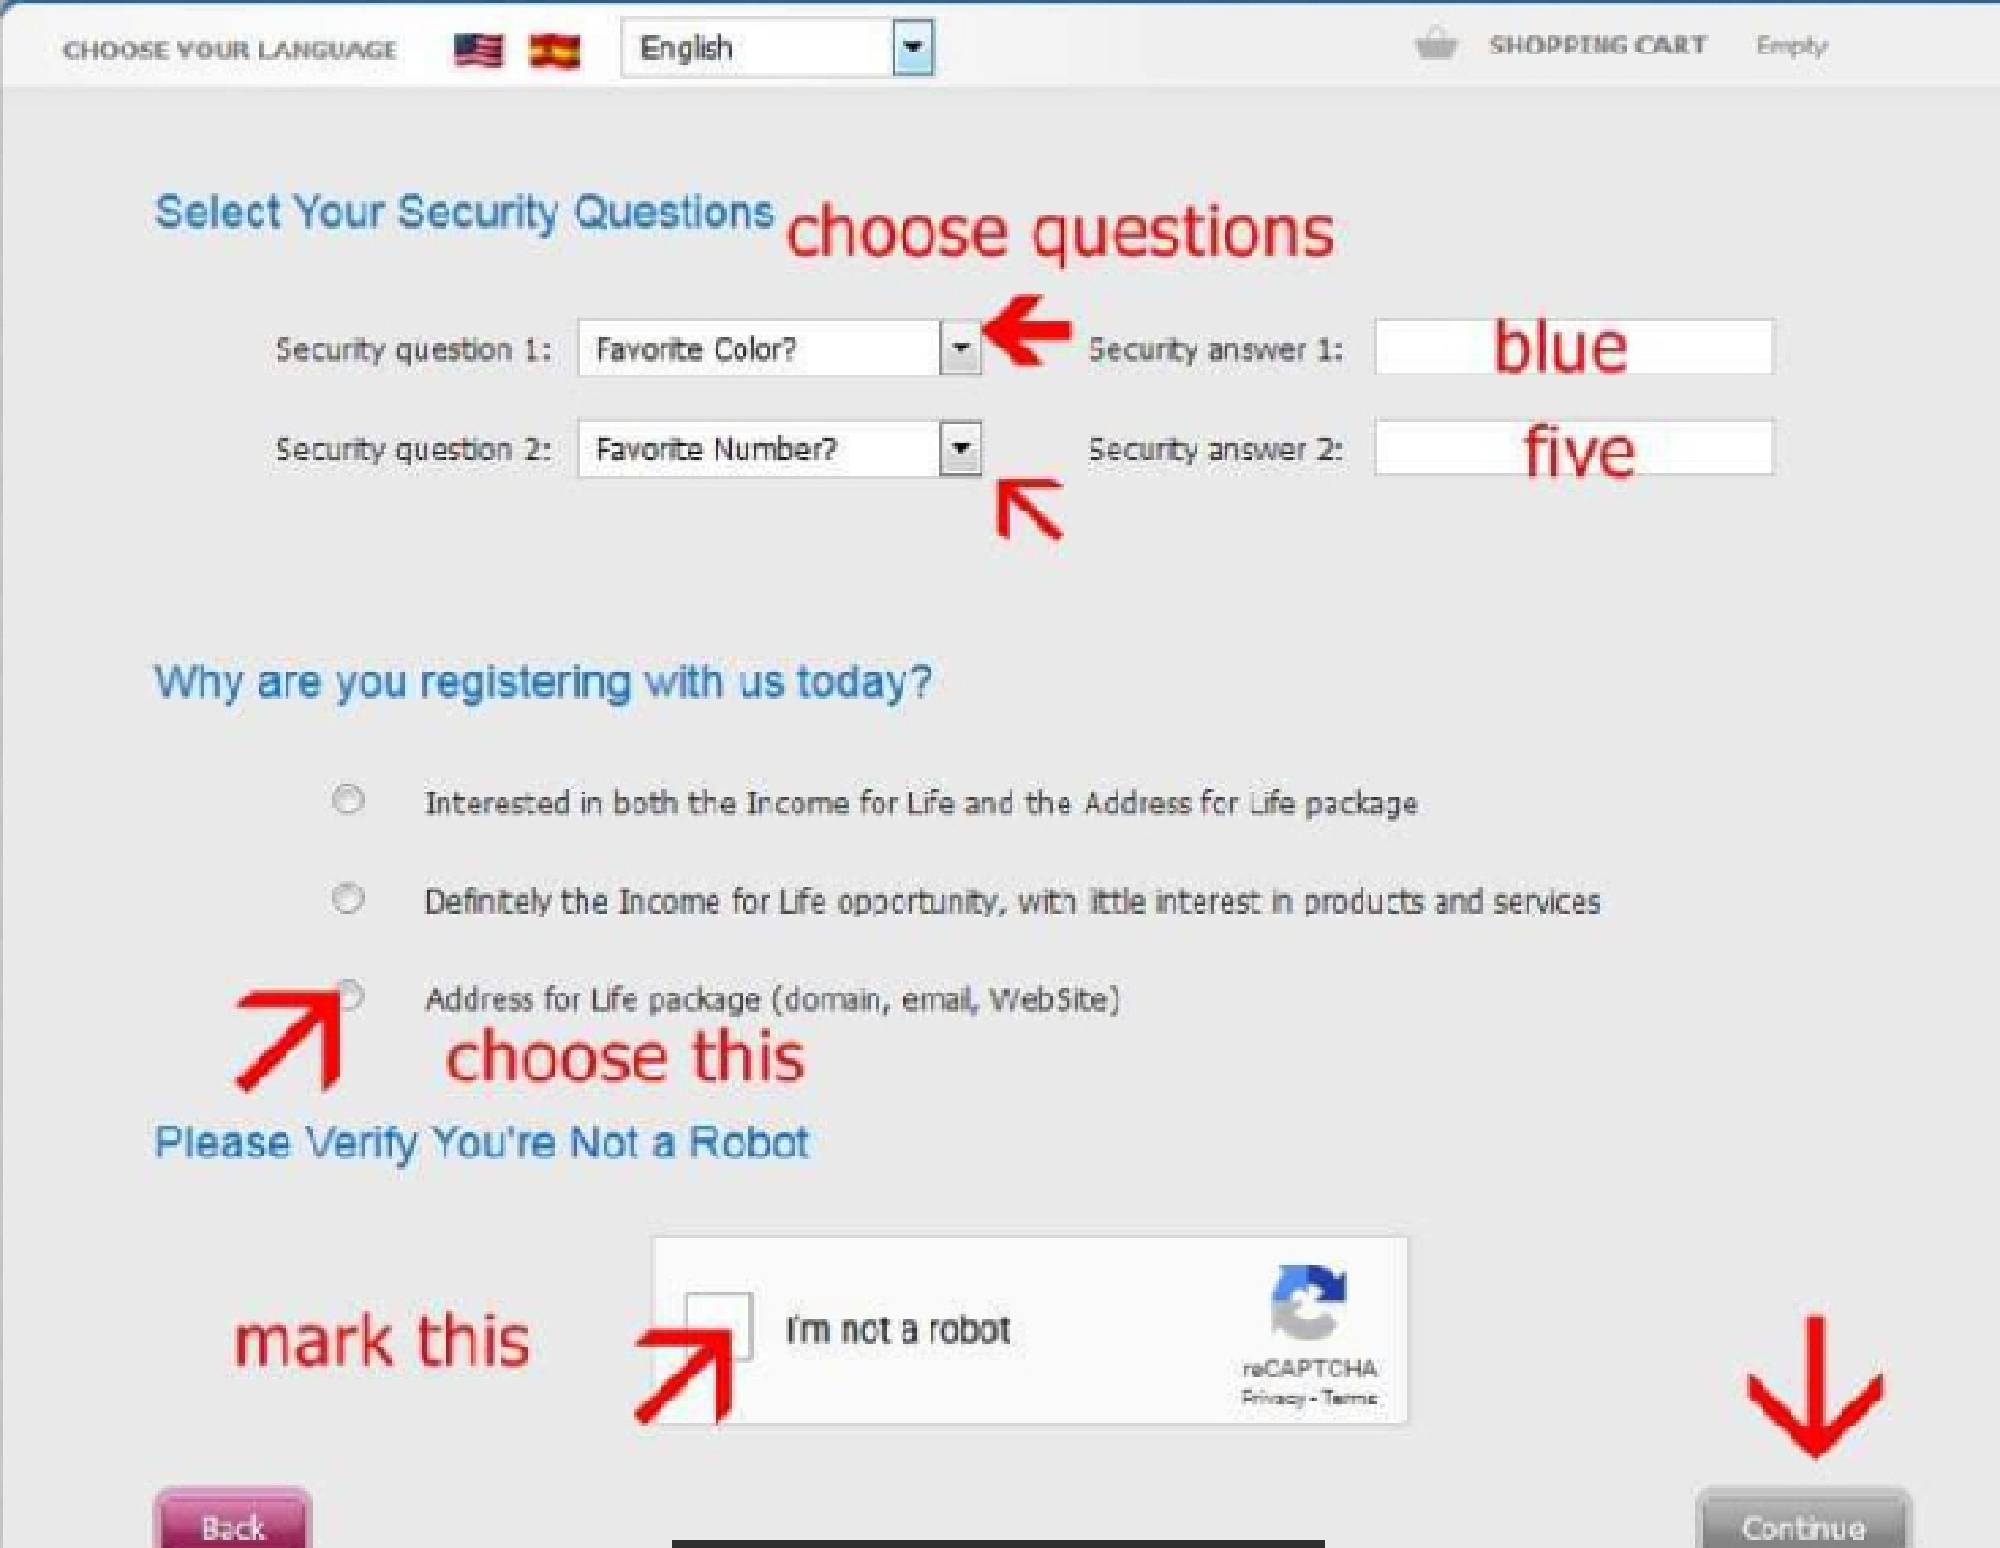 CHOOSE YOUR LANGUAGE English SHOPPING CART Empty
Select Your Security Questions choose questions
Security question 1: Favorite Color? Security answer 1: blue
Security question 2: Favorite Number? Security answer 2: five
Why are you registering with us today?
Interested in both the Income for Life and the Address for Life package
Definitely the Income for Life opportunity, with little interest in products and services
Address for Life package (domain, email, WebSite)
choose this
Please Verify You're Not a Robot
mark this I'm not a robot
reCAPTCHA
Privacy - Terms
Back Continue